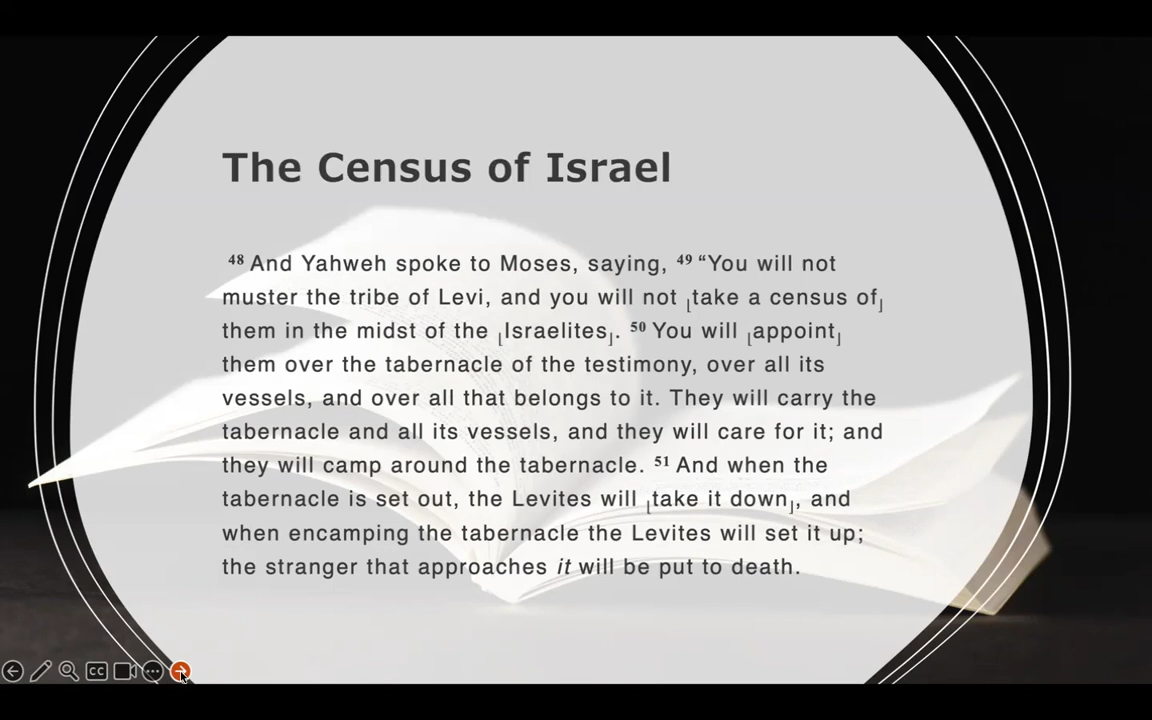 The Census of Israel
48 And Yahweh spoke to Moses, saying, 49 “You will not
muster the tribe of Levi, and you will not ⌊take a census of⌋
them in the midst of the ⌊Israelites⌋. 50 You will ⌊appoint⌋
them over the tabernacle of the testimony, over all its
vessels, and over all that belongs to it. They will carry the
tabernacle and all its vessels, and they will care for it; and
they will camp around the tabernacle. 51 And when the
tabernacle is set out, the Levites will ⌊take it down⌋, and
when encamping the tabernacle the Levites will set it up;
the stranger that approaches it will be put to death.
CC